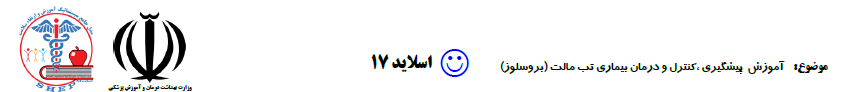 موضوع: آموزش پیشگیری ،کنترل و درمان بیماری تب مالت (بروسلوز)
اسلاید ۱۷
وزارت بهداشت درمان و آموزش پزشکی
SHEP